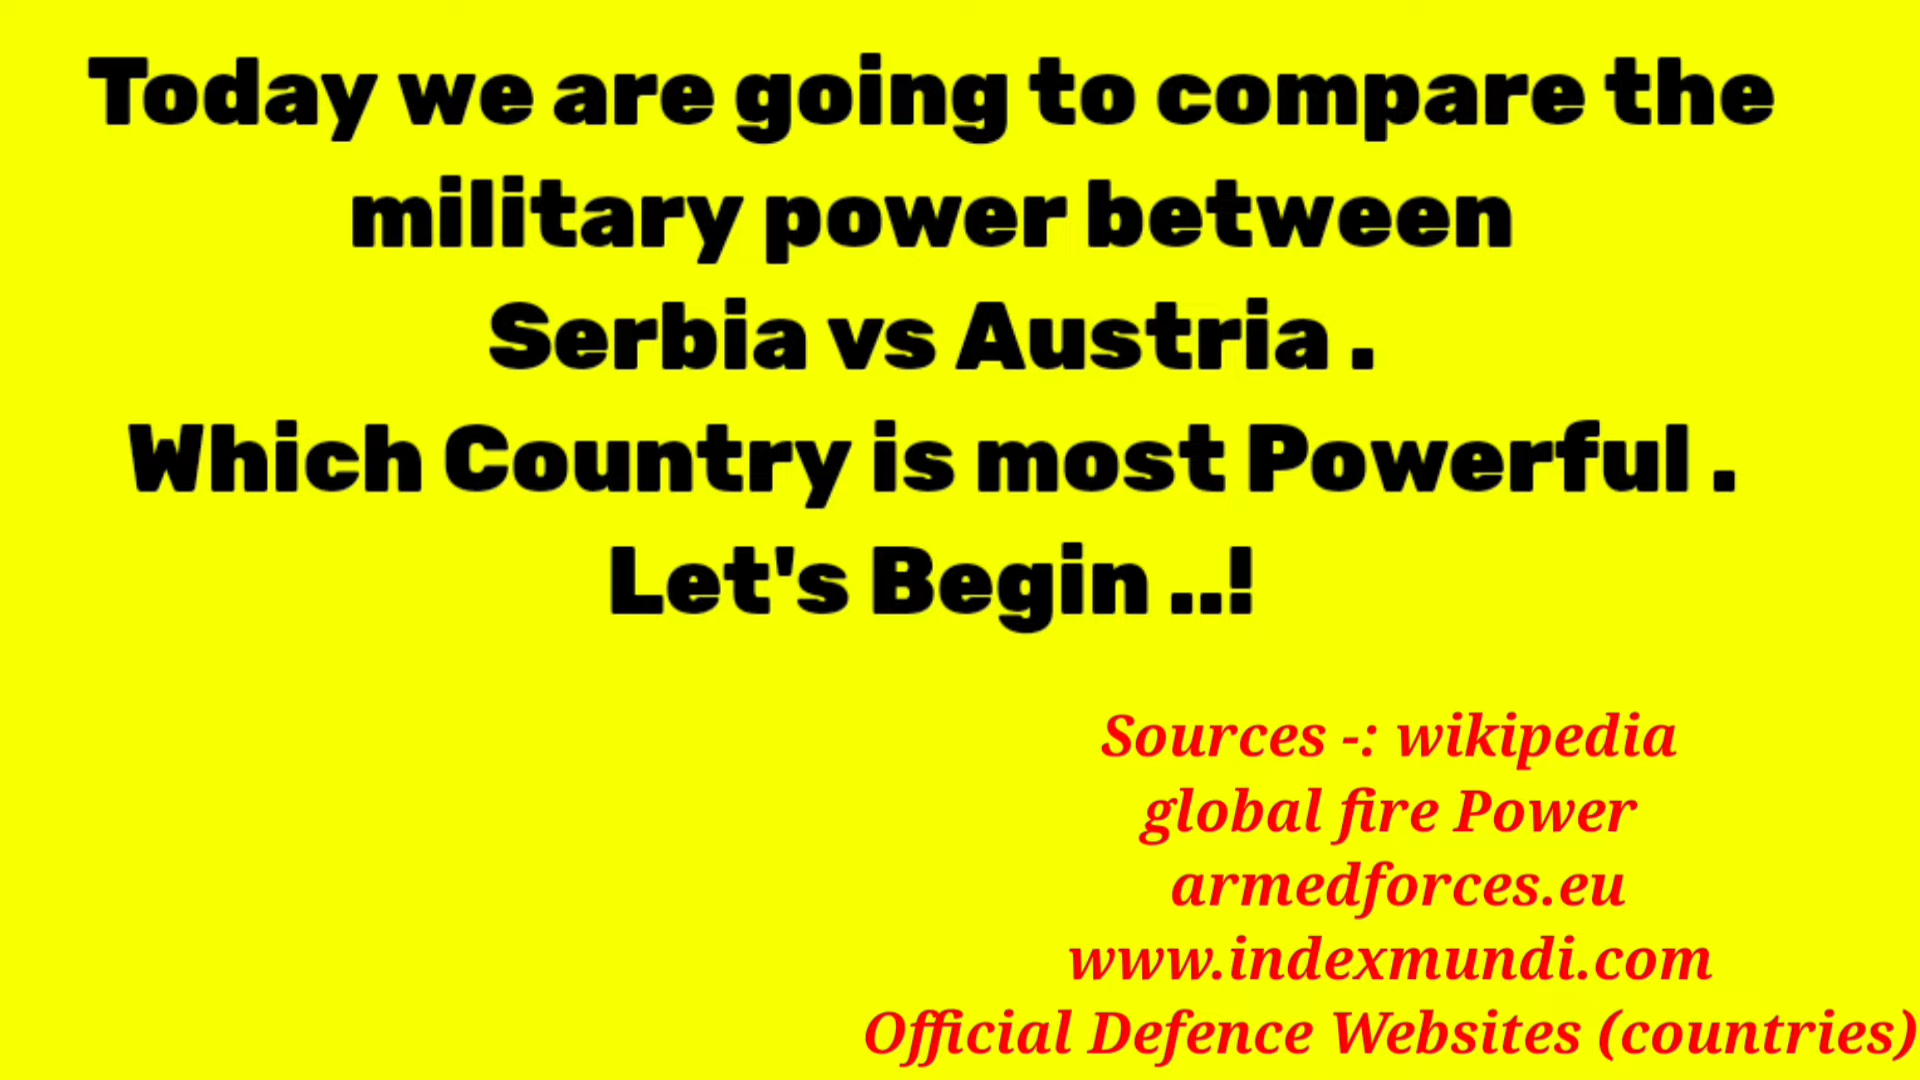 Today we are going to compare the
military power between
Serbia vs Austria .
Which Country is most Powerful .
Let's Begin ..!
Sources -: wikipedia
global fire Power
armedforces.eu
www.indexmundi.com
Official Defence Websites (countries)